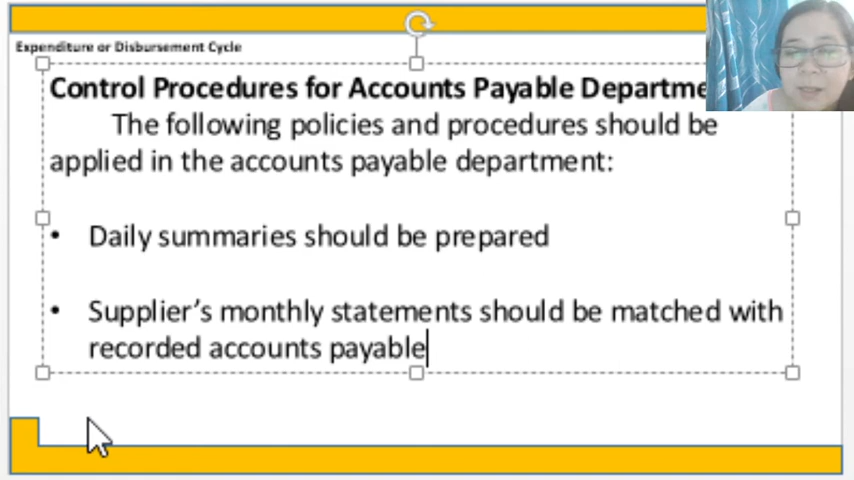 Expenditure or Disbursement Cycle
Control Procedures for Accounts Payable
The following policies and procedures should be
applied in the accounts payable department:
• Daily summaries should be prepared
• Supplier’s monthly statements should be matched with
recorded accounts payable